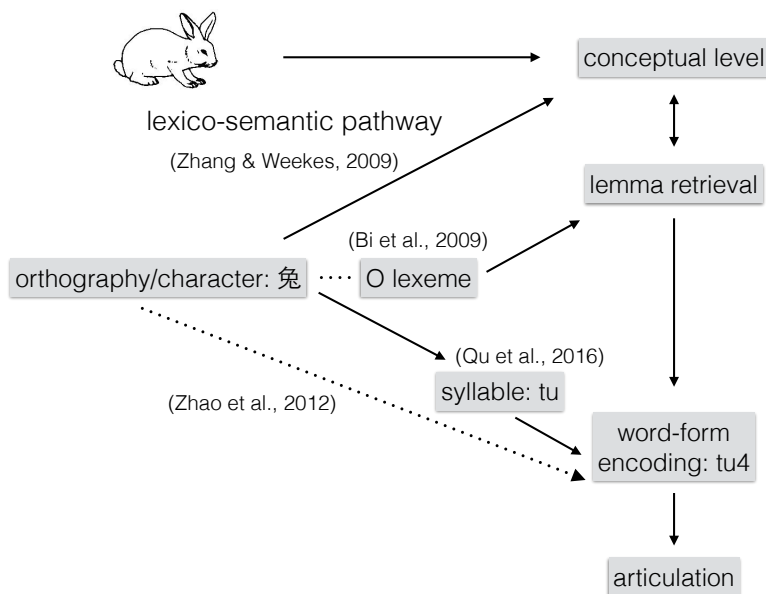 conceptual level
lexico-semantic pathway
(Zhang & Weekes, 2009)
lemma retrieval
(Bi et al., 2009)
orthography/character: 兔
O lexeme
(Qu et al., 2016)
syllable: tu
(Zhao et al., 2012)
word-form
encoding: tu4
articulation